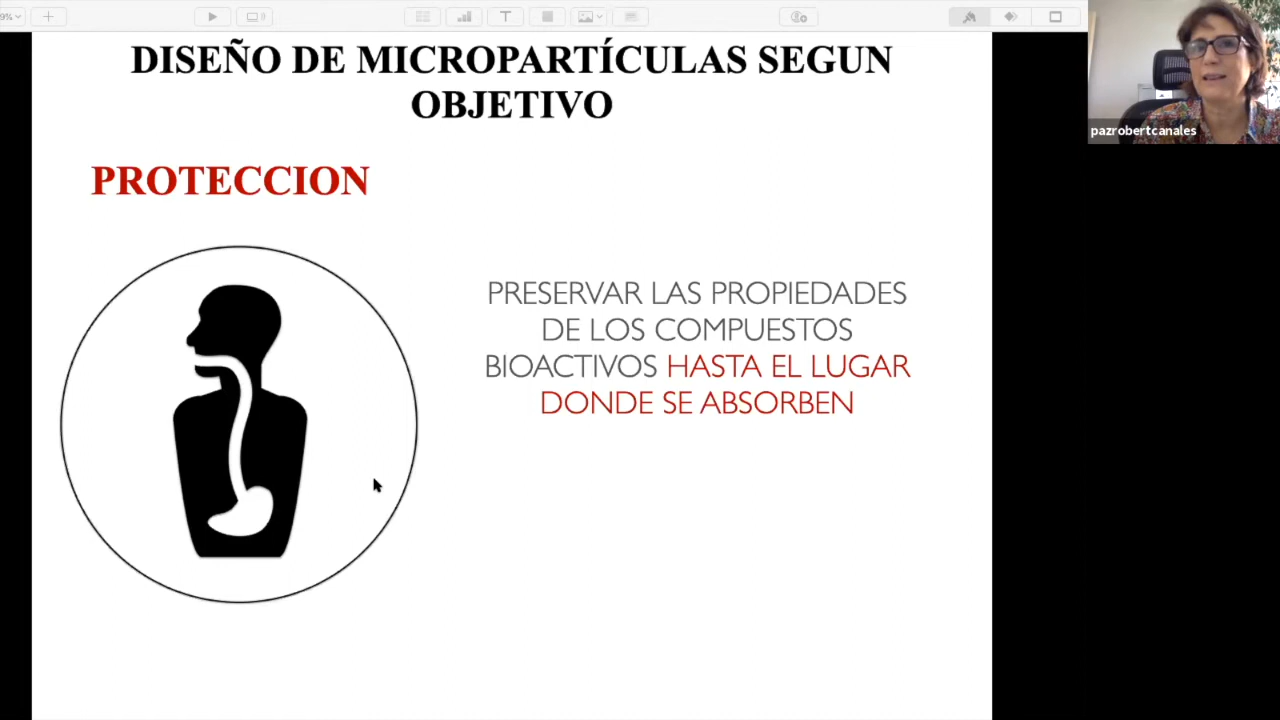 9%
DISEÑO DE MICROPARTÍCULAS SEGUN
OBJETIVO
PROTECCION
PRESERVAR LAS PROPIEDADES
DE LOS COMPUESTOS
BIOACTIVOS HASTA EL LUGAR
DONDE SE ABSORBEN
pazrobertcanales